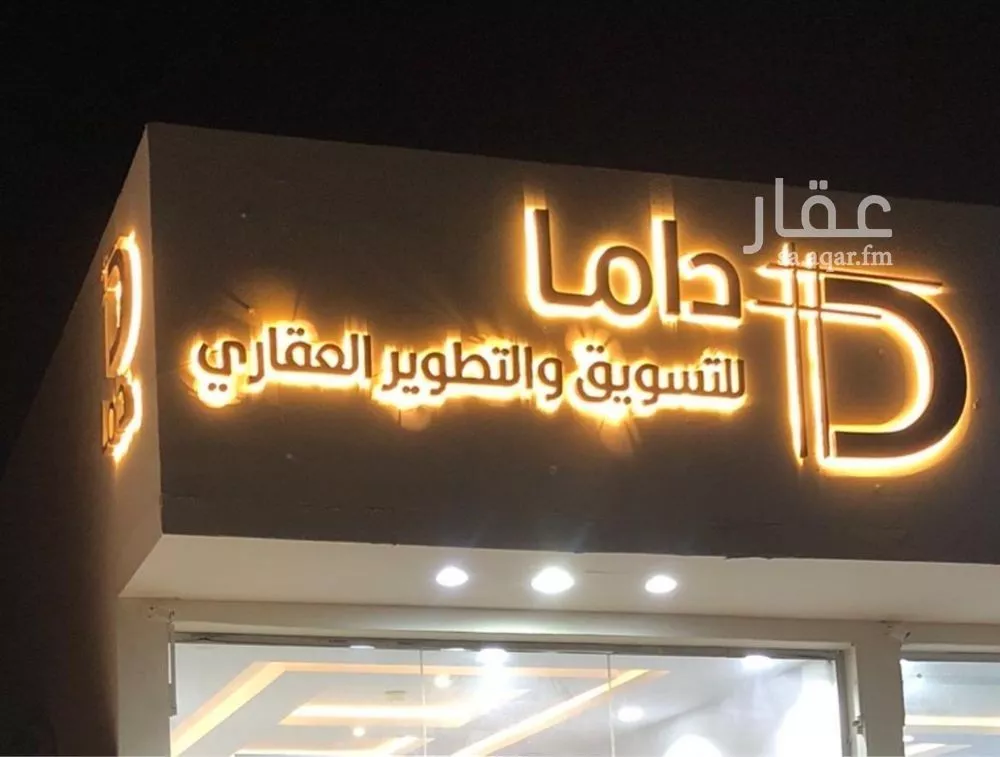 عقار
sa.aqar.fm
داما
للتسويق والتطوير العقاري